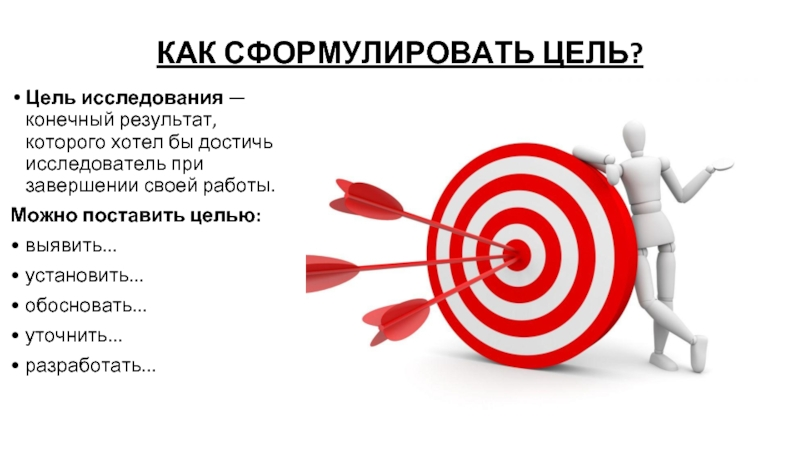 КАК СФОРМУЛИРОВАТЬ ЦЕЛЬ?
• Цель исследования —
конечный результат,
которого хотел бы достичь
исследователь при
завершении своей работы.
Можно поставить целью:
• выявить...
• установить...
• обосновать...
• уточнить...
• разработать...